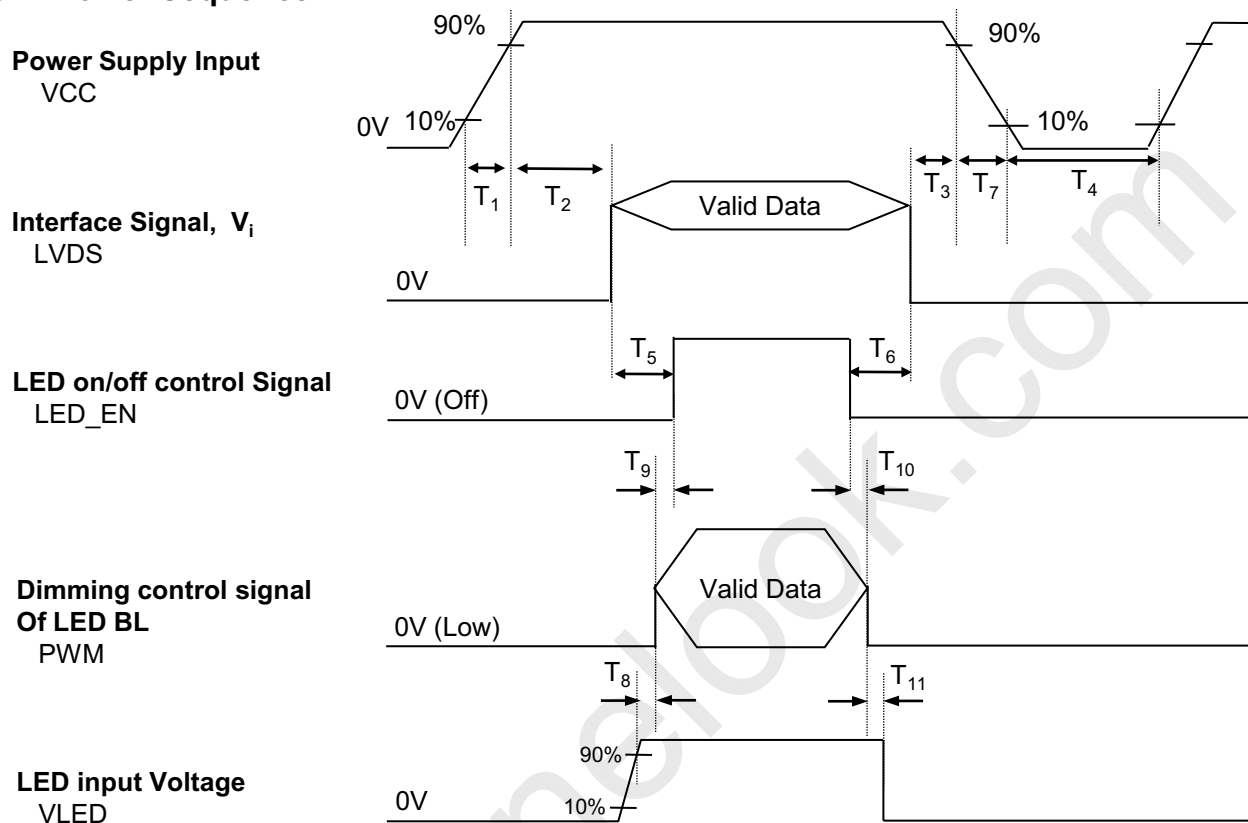 90%
90%
Power Supply Input
VCC
0V
10%
10%
T1
T2
T3
T7
T4
Interface Signal, Vi
LVDS
Valid Data
0V
T5
T6
LED on/off control Signal
LED_EN
0V (Off)
T9
T10
Dimming control signal
Of LED BL
PWM
Valid Data
0V (Low)
T8
T11
90%
LED input Voltage
VLED
0V
10%